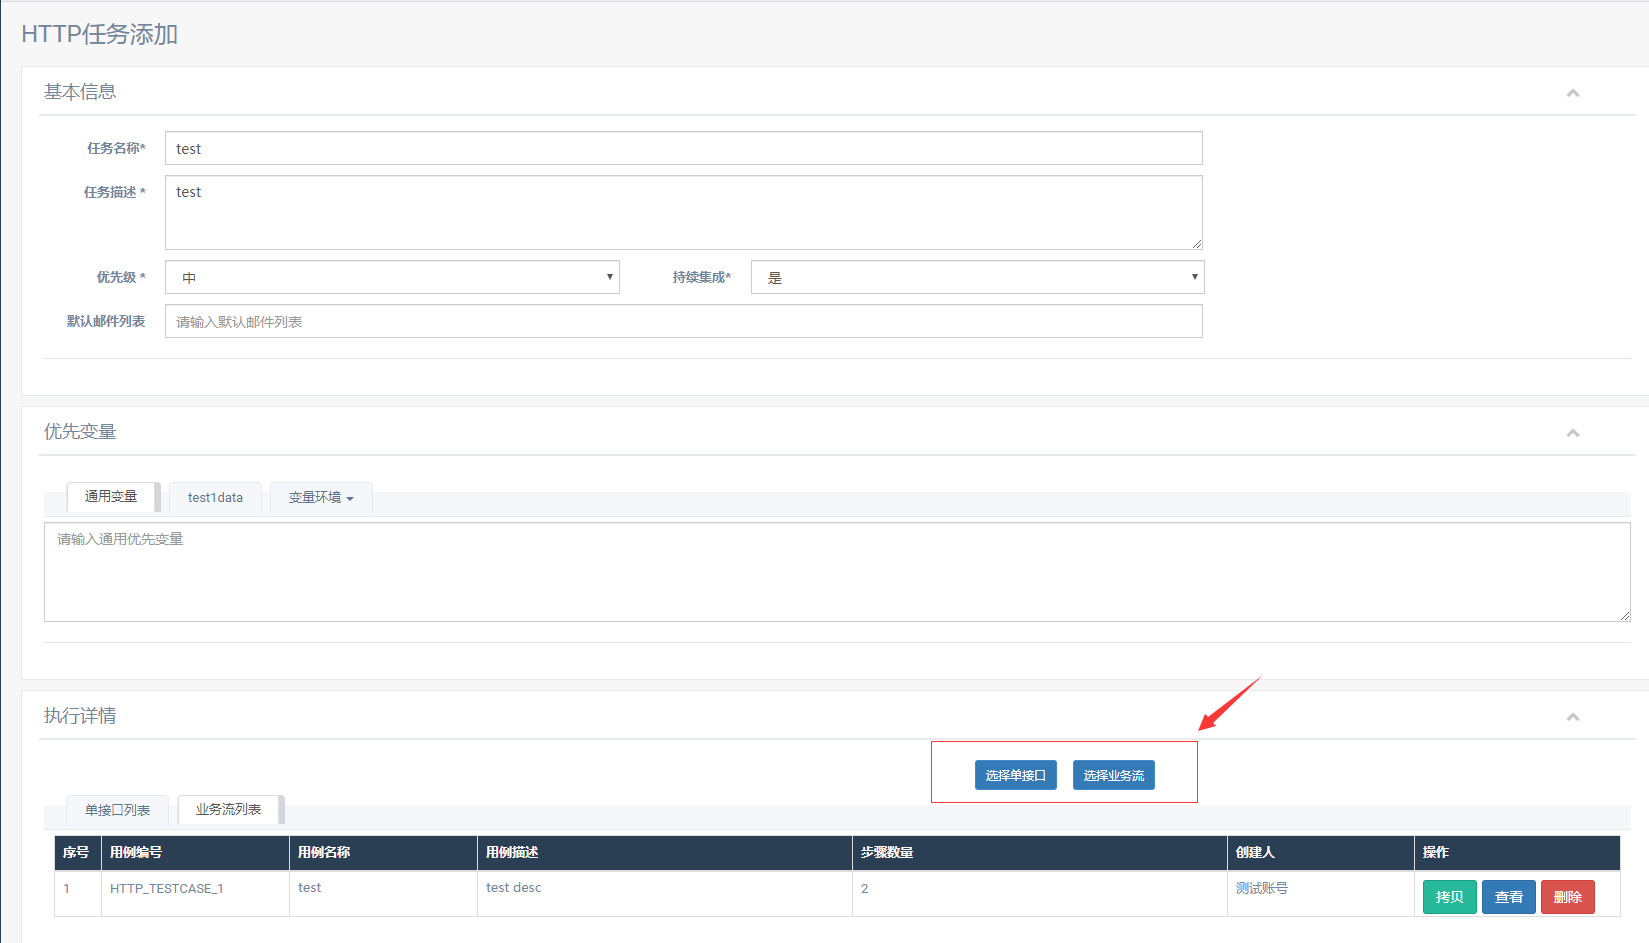 HTTP任务添加
基本信息
任务名称* test
任务描述 * test
优先级 * 中 持续集成* 是
默认邮件列表 请输入默认邮件列表
优先变量
通用变量 test1data 变量环境
请输入通用优先变量
执行详情
选择单接口 选择业务流
单接口列表 业务流列表
序号 用例编号 用例名称 用例描述 步骤数量 创建人 操作
1 HTTP_TESTCASE_1 test test desc 2 测试账号 拷贝 查看 删除